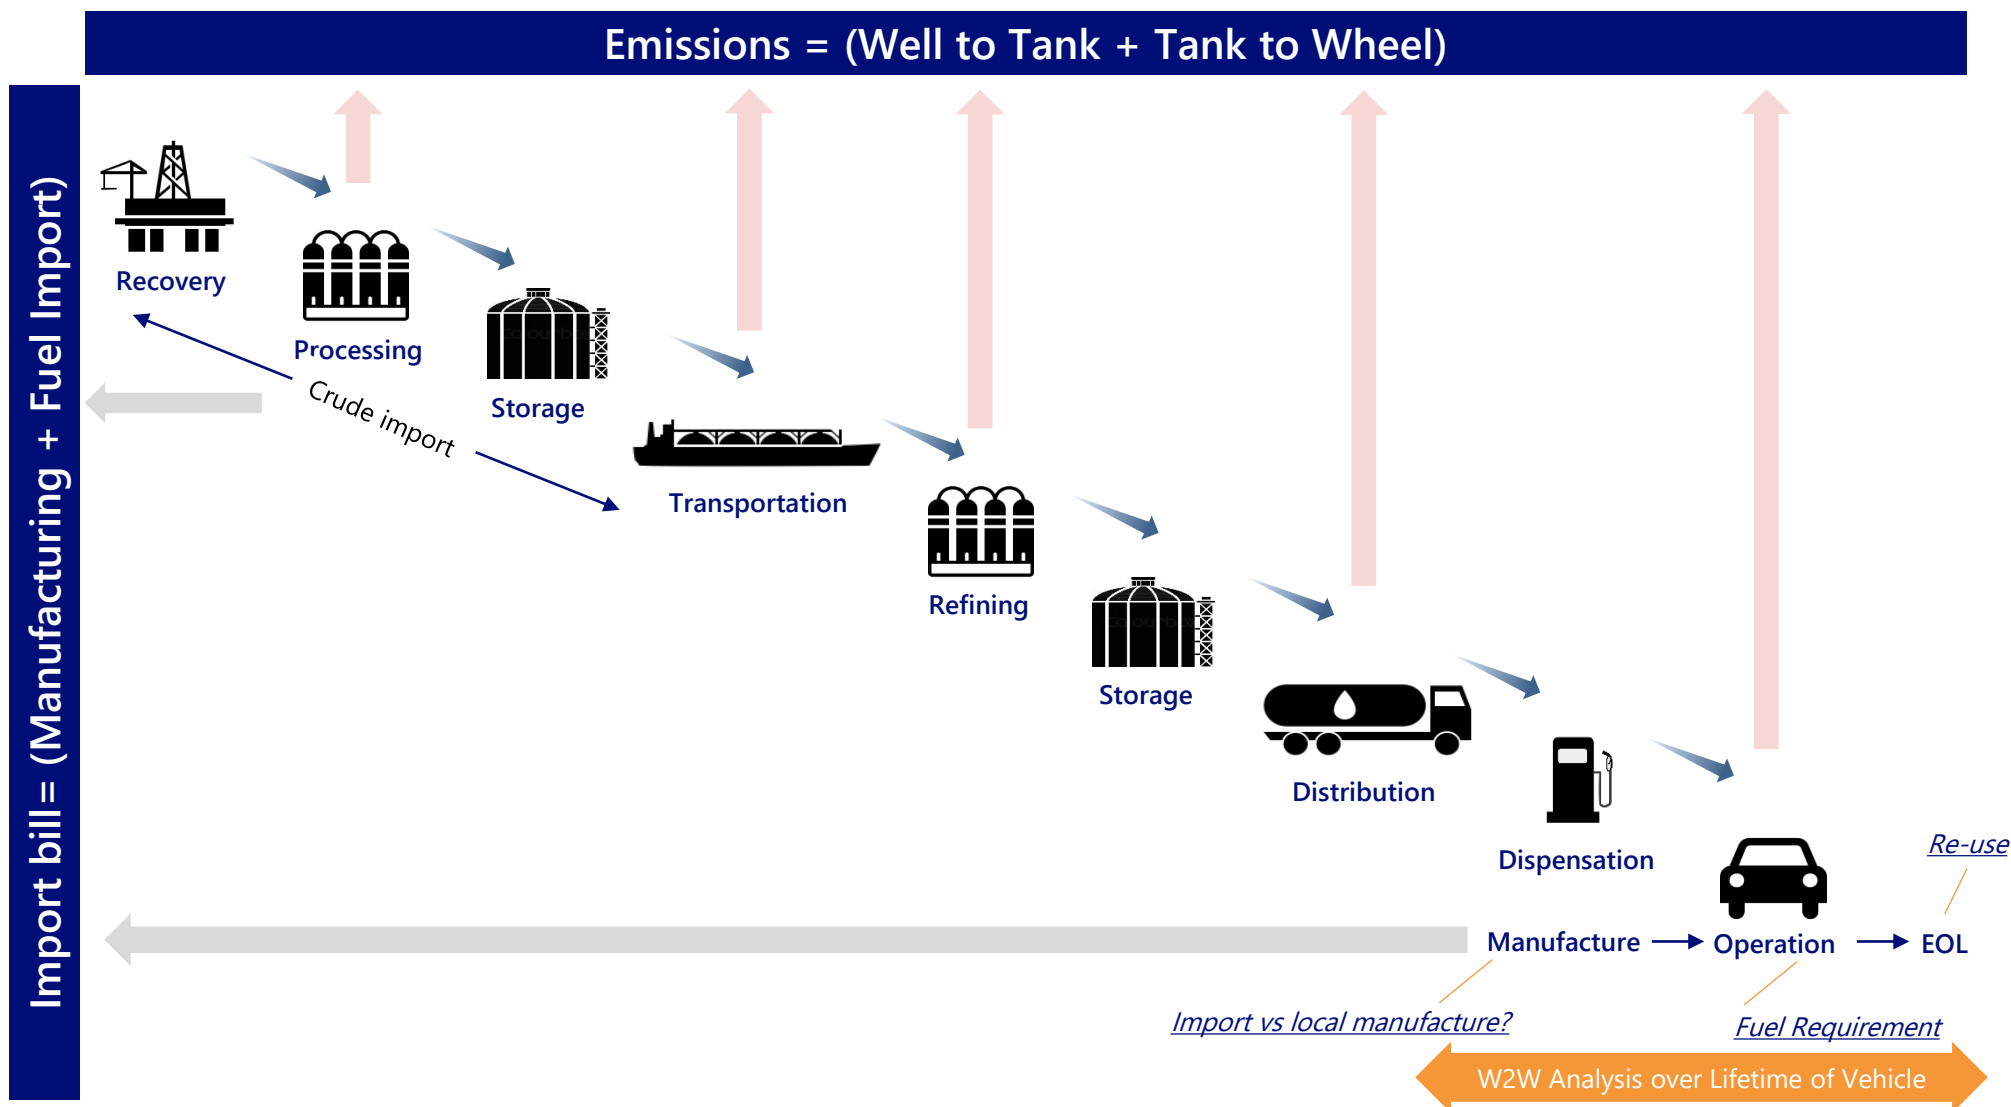 Emissions = (Well to Tank + Tank to Wheel)
Import bill= (Manufacturing + Fuel Import)
Recovery
Processing
Crude import
Storage
Transportation
Refining
Storage
Distribution
Dispensation
Re-use
Manufacture
Operation
EOL
Import vs local manufacture?
Fuel Requirement
W2W Analysis over Lifetime of Vehicle